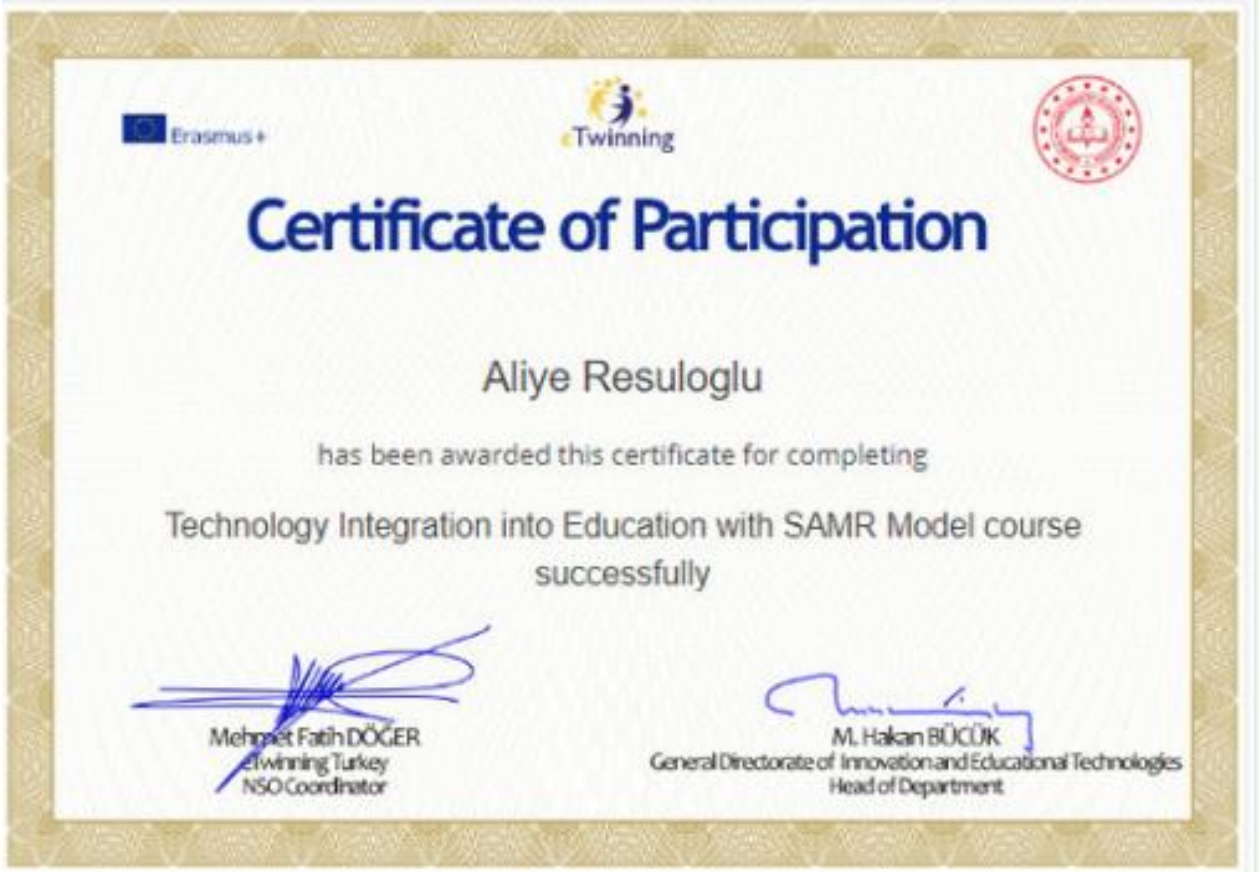 Erasmus+
eTwinning
Certificate of Participation
Aliye Resuloglu
has been awarded this certificate for completing
Technology Integration into Education with SAMR Model course
successfully
Mehmet Fatih DÖĞER
eTwinning Turkey
NSO Coordinator
M. Hakan BÜCÜK
General Directorate of Innovation and Educational Technologies
Head of Department